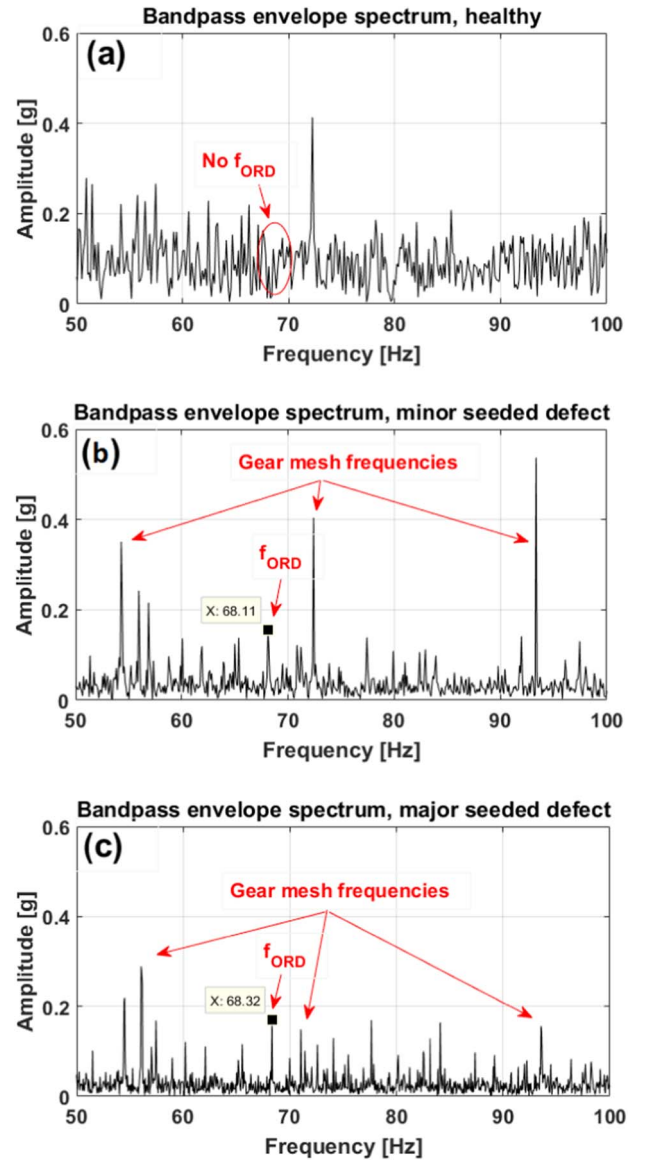 Bandpass envelope spectrum, healthy
(a)
No fORD
Amplitude [g]
0.6
0.4
0.2
0
50 60 70 80 90 100
Frequency [Hz]
Bandpass envelope spectrum, minor seeded defect
(b)
Gear mesh frequencies
fORD
X: 68.11
Amplitude [g]
0.6
0.4
0.2
0
50 60 70 80 90 100
Frequency [Hz]
Bandpass envelope spectrum, major seeded defect
(c)
Gear mesh frequencies
fORD
X: 68.32
Amplitude [g]
0.6
0.4
0.2
0
50 60 70 80 90 100
Frequency [Hz]